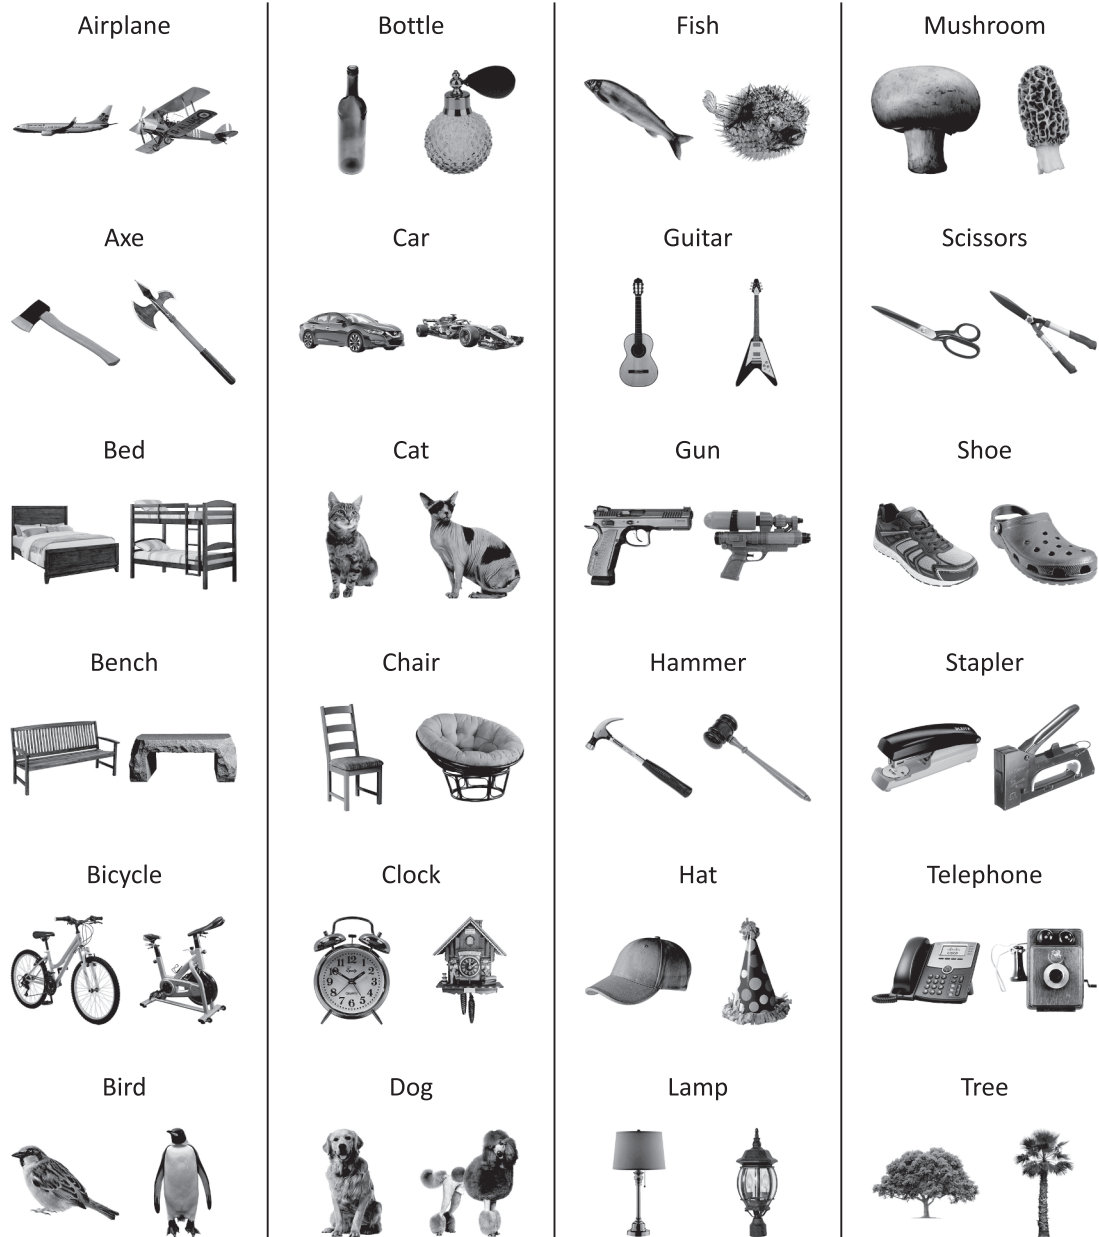 Airplane
Bottle
Fish
Mushroom
Axe
Car
Guitar
Scissors
Bed
Cat
Gun
Shoe
Bench
Chair
Hammer
Stapler
Bicycle
Clock
Hat
Telephone
Bird
Dog
Lamp
Tree